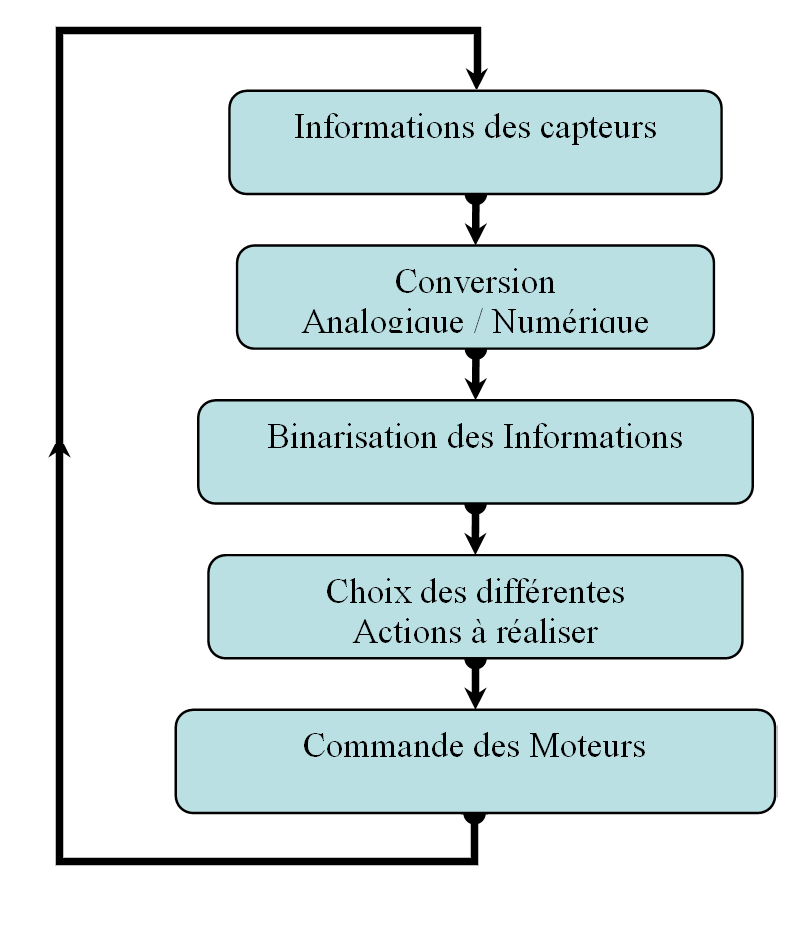 Informations des capteurs
Conversion
Analogique / Numérique
Binarisation des Informations
Choix des différentes
Actions à réaliser
Commande des Moteurs